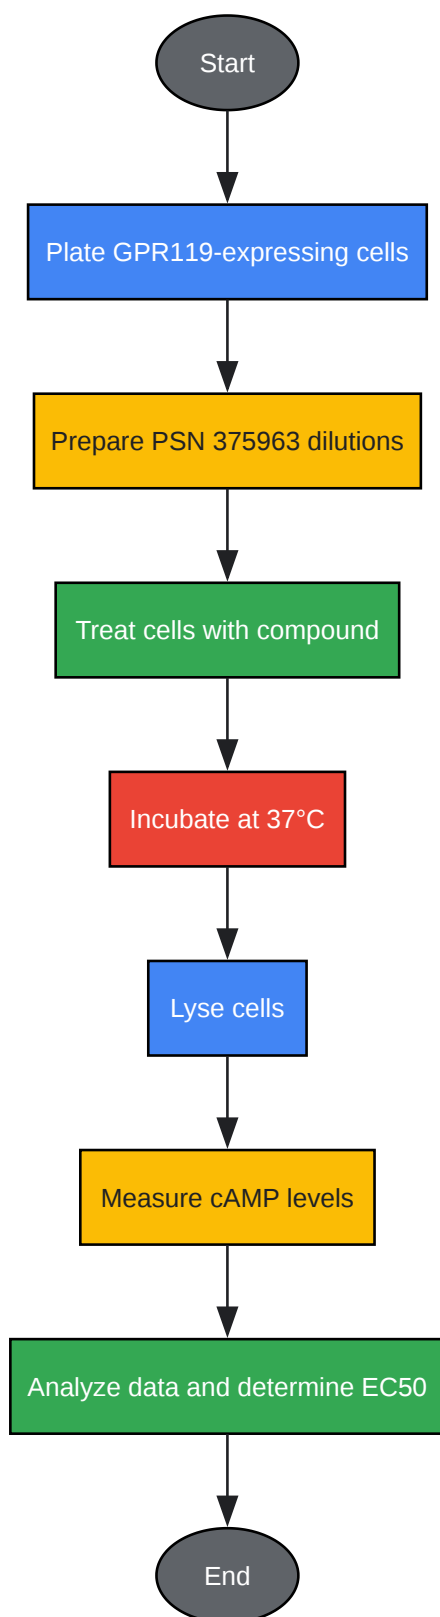 Start
Plate GPR119-expressing cells
Prepare PSN 375963 dilutions
Treat cells with compound
Incubate at 37°C
Lyse cells
Measure cAMP levels
Analyze data and determine EC50
End